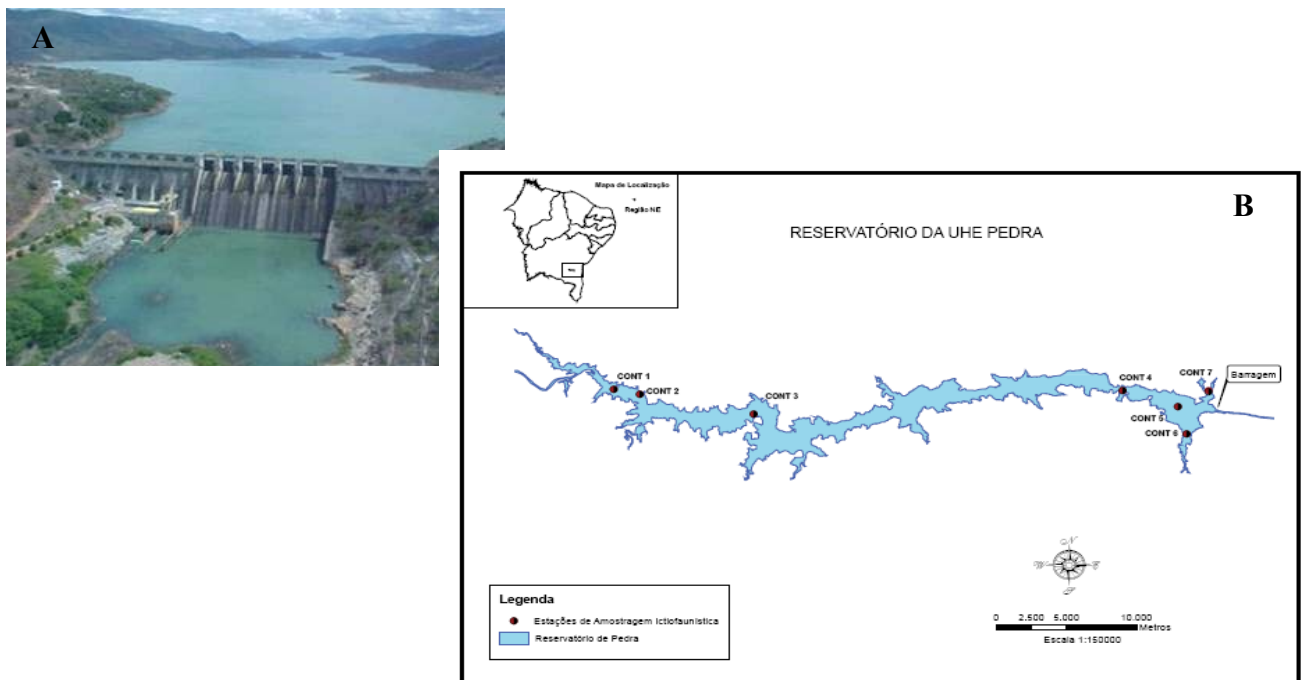 A
B
Mapa de Localização
Região NE
RESERVATÓRIO DA UHE PEDRA
CONT 1
CONT 2
CONT 3
CONT 4
CONT 5
CONT 6
CONT 7
Barragem
N
W
E
Legenda
Estações de Amostragem Ictiofaunística
Reservatório de Pedra
0 2.500 5.000 10.000
Metros
Escala 1:150000